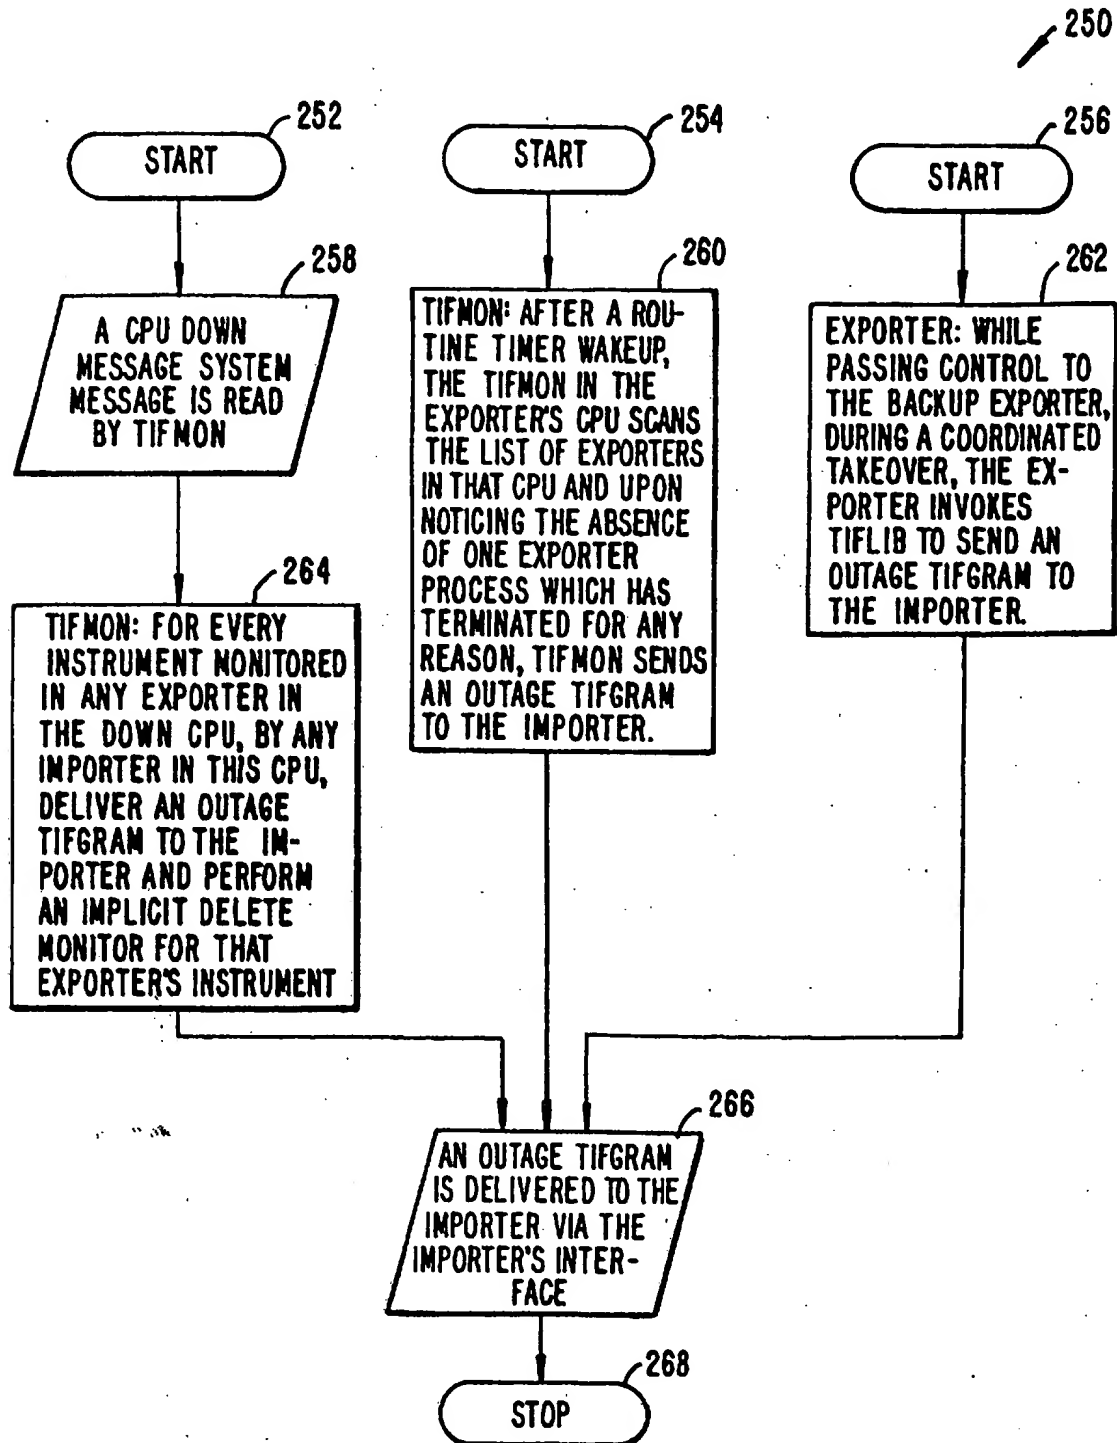 250
252
START
254
START
256
START
258
A CPU DOWN
MESSAGE SYSTEM
MESSAGE IS READ
BY TIFMON
260
TIFMON: AFTER A ROU-
TINE TIMER WAKEUP,
THE TIFMON IN THE
EXPORTER'S CPU SCANS
THE LIST OF EXPORTERS
IN THAT CPU AND UPON
NOTICING THE ABSENCE
OF ONE EXPORTER
PROCESS WHICH HAS
TERMINATED FOR ANY
REASON, TIFMON SENDS
AN OUTAGE TIFGRAM
TO THE IMPORTER.
262
EXPORTER: WHILE
PASSING CONTROL TO
THE BACKUP EXPORTER,
DURING A COORDINATED
TAKEOVER, THE EX-
PORTER INVOKES
TIFLIB TO SEND AN
OUTAGE TIFGRAM TO
THE IMPORTER.
264
TIFMON: FOR EVERY
INSTRUMENT MONITORED
IN ANY EXPORTER IN
THE DOWN CPU, BY ANY
IMPORTER IN THIS CPU,
DELIVER AN OUTAGE
TIFGRAM TO THE IM-
PORTER AND PERFORM
AN IMPLICIT DELETE
MONITOR FOR THAT
EXPORTER'S INSTRUMENT
266
AN OUTAGE TIFGRAM
IS DELIVERED TO THE
IMPORTER VIA THE
IMPORTER'S INTER-
FACE
268
STOP